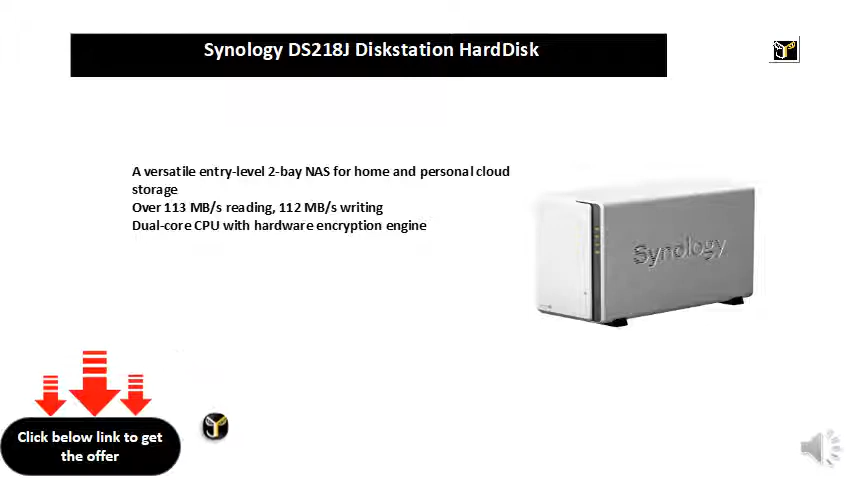 Synology DS218J Diskstation HardDisk
A versatile entry-level 2-bay NAS for home and personal cloud
storage
Over 113 MB/s reading, 112 MB/s writing
Dual-core CPU with hardware encryption engine
Synology
Click below link to get
the offer